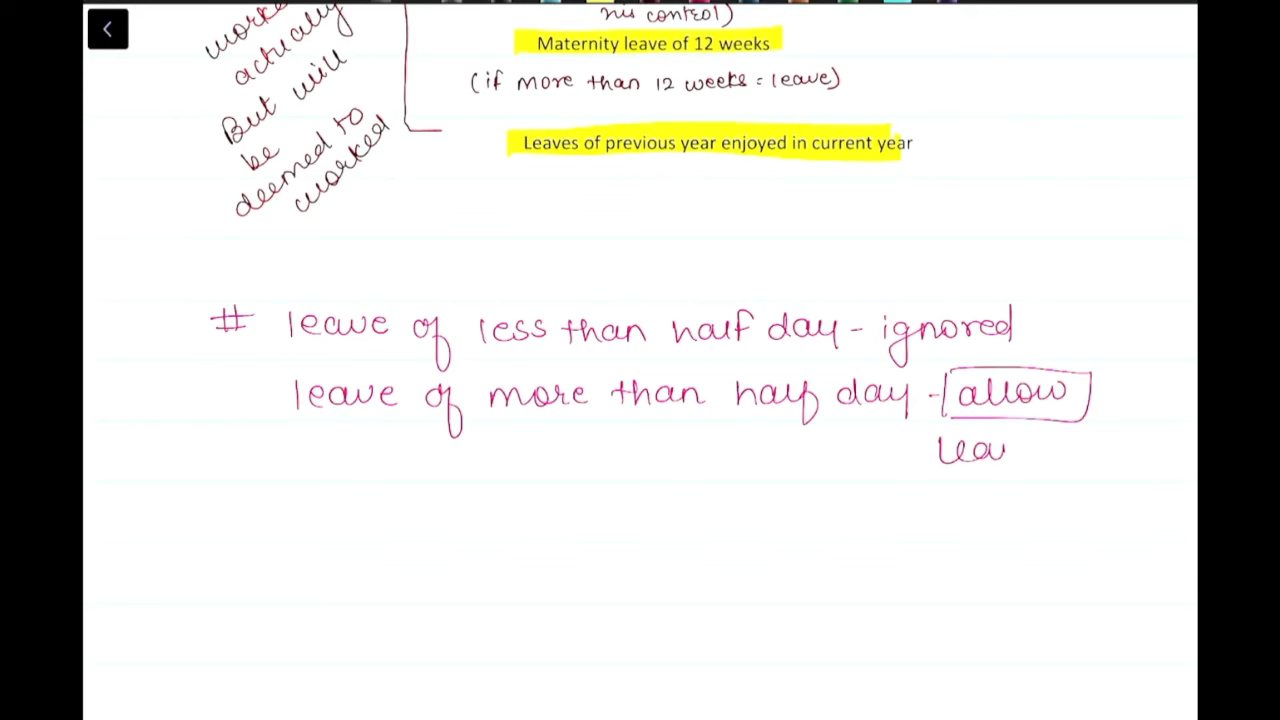 his control)
Maternity leave of 12 weeks
(if more than 12 weeks = leave)
Leaves of previous year enjoyed in current year
actually
But will
be
deemed to
worked
# leave of less than half day - ignored
leave of more than half day - allow
leav